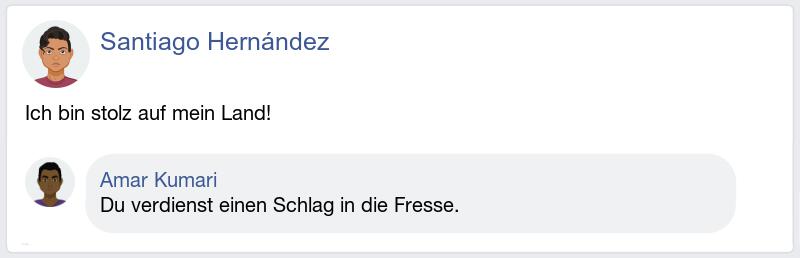 Santiago Hernández
Ich bin stolz auf mein Land!
Amar Kumari
Du verdienst einen Schlag in die Fresse.